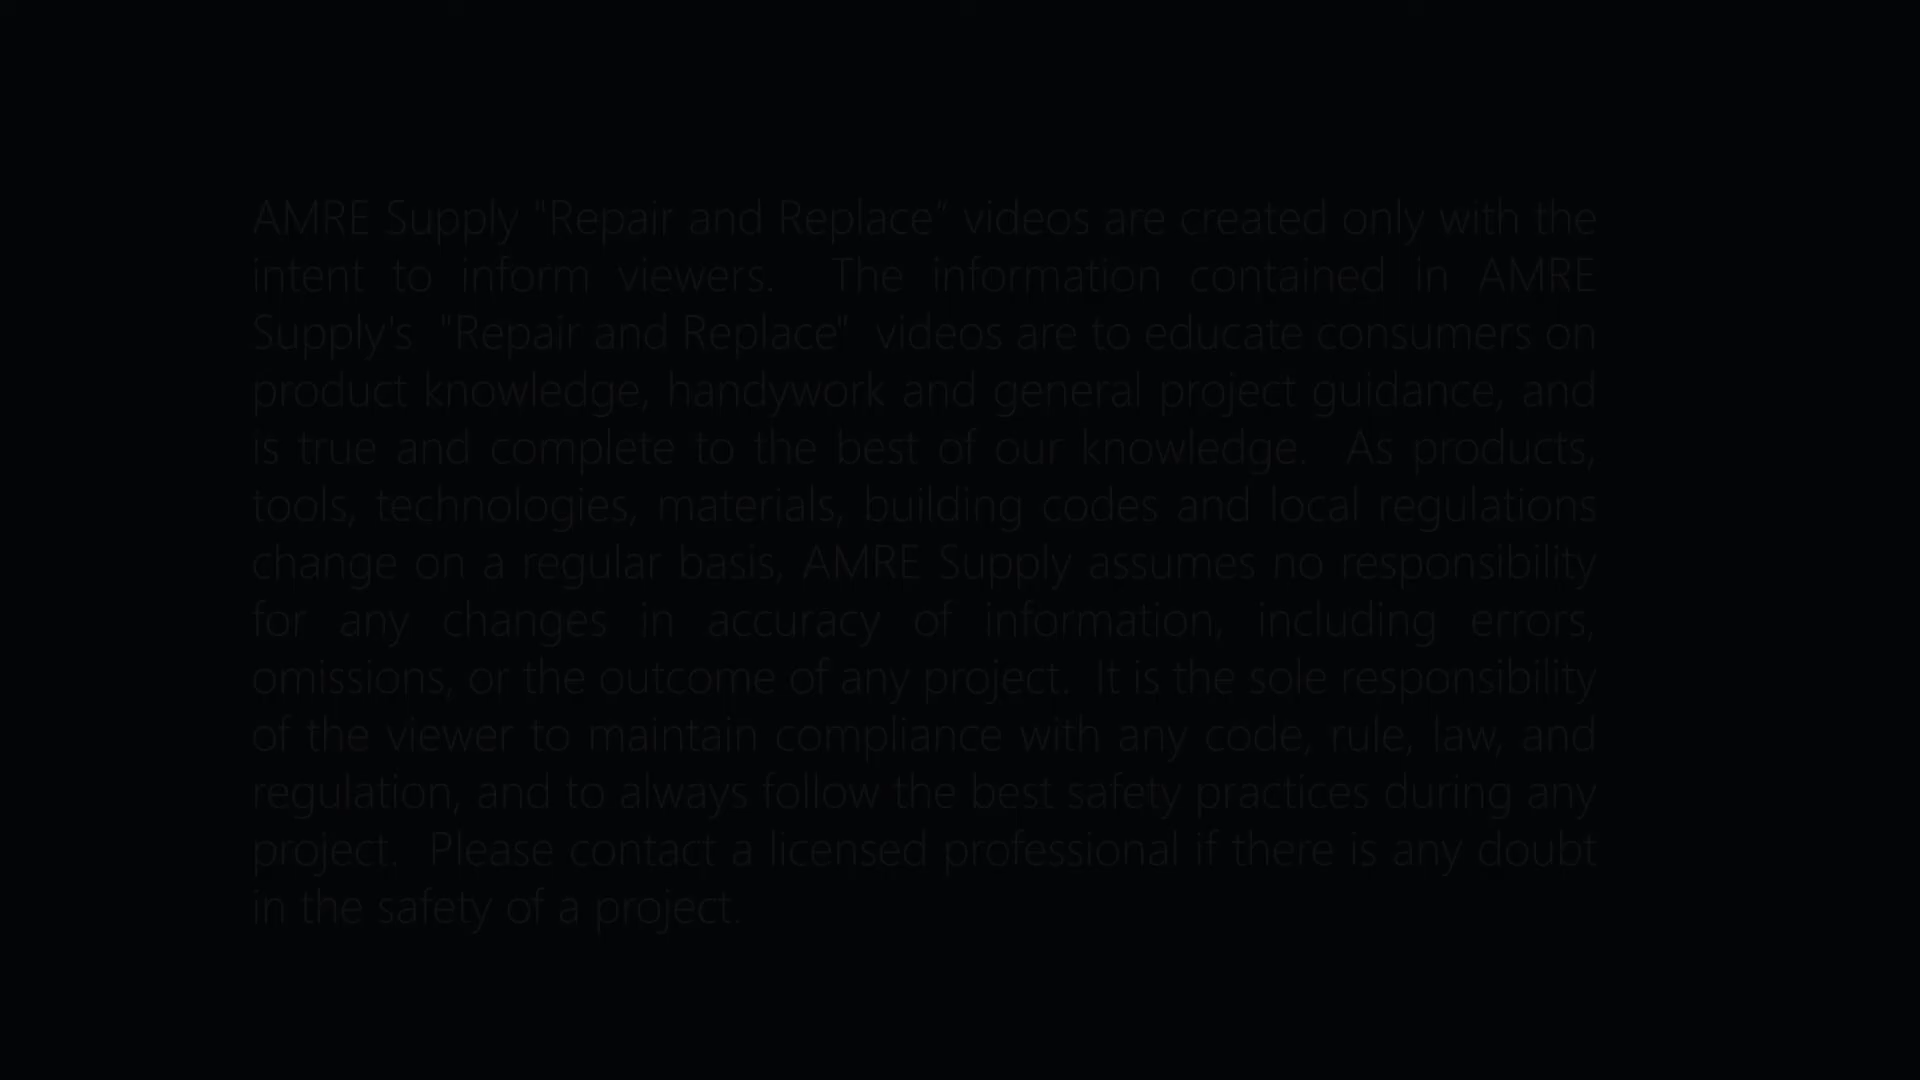 AMRE Supply "Repair and Replace" videos are created only with the
intent to inform viewers.  The information contained in AMRE
Supply's  "Repair and Replace"  videos are to educate consumers on
product knowledge, handywork and general project guidance, and
is true and complete to the best of our knowledge.  As products,
tools, technologies, materials, building codes and local regulations
change on a regular basis, AMRE Supply assumes no responsibility
for any changes in accuracy of information, including errors,
omissions, or the outcome of any project.  It is the sole responsibility
of the viewer to maintain compliance with any code, rule, law, and
regulation, and to always follow the best safety practices during any
project.  Please contact a licensed professional if there is any doubt
in the safety of a project.